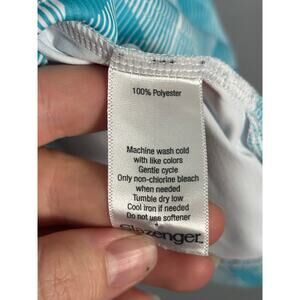 100% Polyester
Machine wash cold
with like colors
Gentle cycle
Only non-chlorine bleach
when needed
Tumble dry low
Cool iron if needed
Do not use softener
slazenger